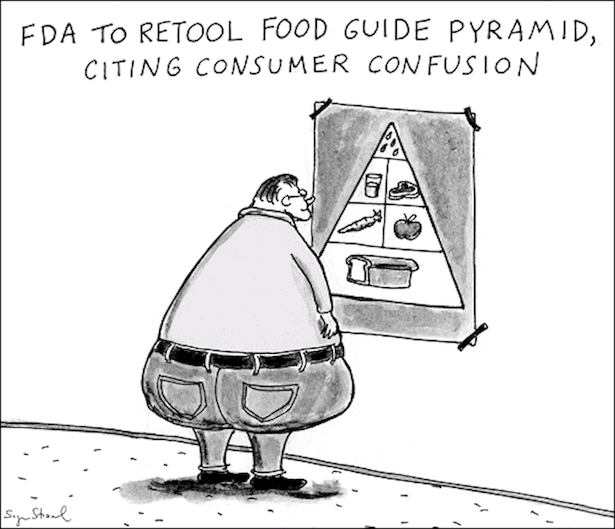 FDA TO RETOOL FOOD GUIDE PYRAMID,
CITING CONSUMER CONFUSION